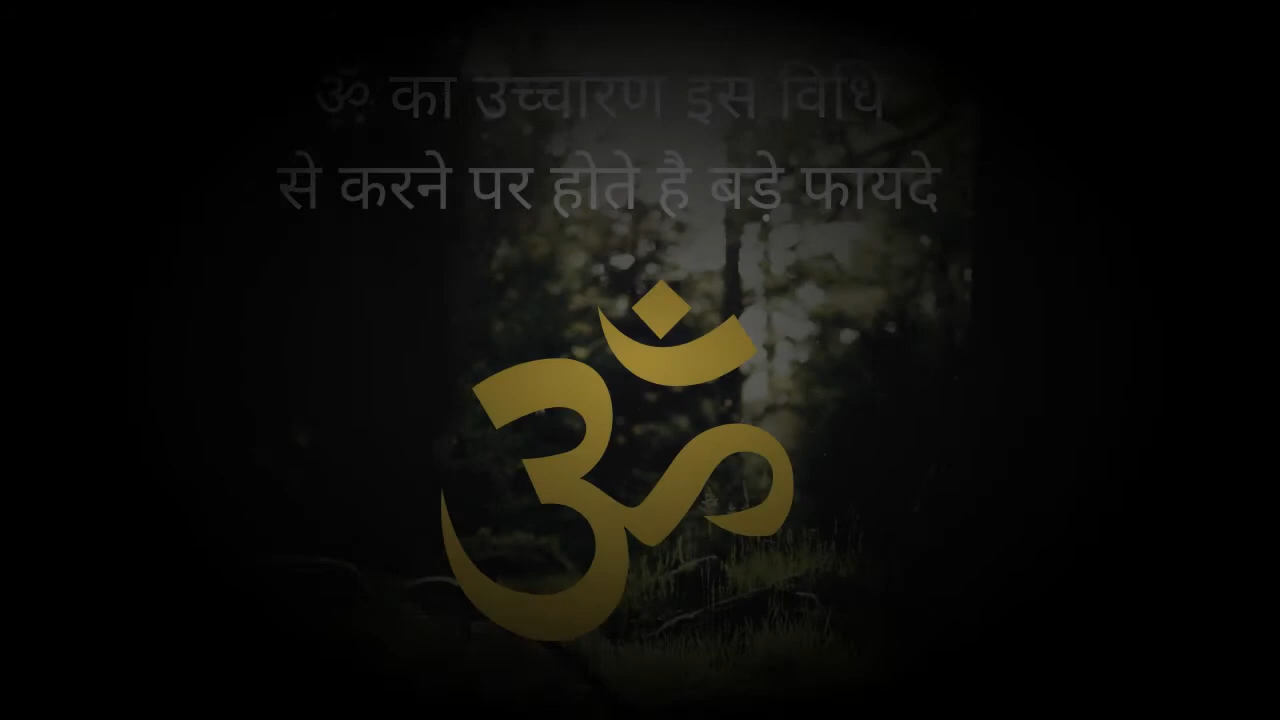 ॐ का उच्चारण इस विधि
से करने पर होते है बड़े फायदे
ॐ